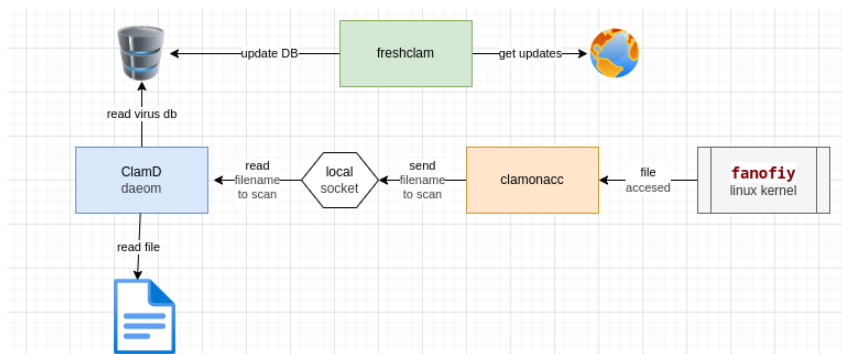 update DB
freshclam
get updates
read virus db
ClamD
daeom
read
filename
to scan
local
socket
send
filename
to scan
clamonacc
file
accesed
fanofiy
linux kernel
read file